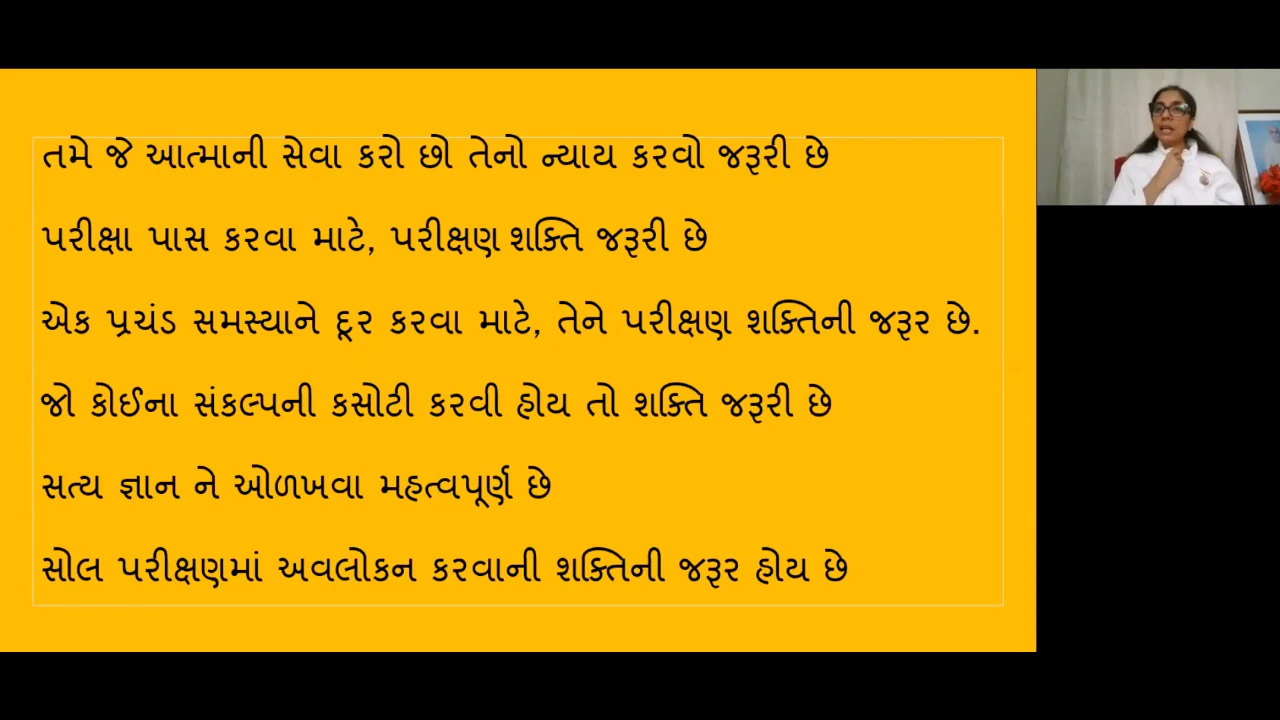 તમે જે આત્માની સેવા કરો છો તેનો ન્યાય કરવો જરૂરી છે
પરીક્ષા પાસ કરવા માટે, પરીક્ષણ શક્તિ જરૂરી છે
એક પ્રચંડ સમસ્યાને દૂર કરવા માટે, તેને પરીક્ષણ શક્તિની જરૂર છે.
જો કોઈના સંકલ્પની કસોટી કરવી હોય તો શક્તિ જરૂરી છે
સત્ય જ્ઞાન ને ઓળખવા મહત્વપૂર્ણ છે
સોલ પરીક્ષણમાં અવલોકન કરવાની શક્તિની જરૂર હોય છે